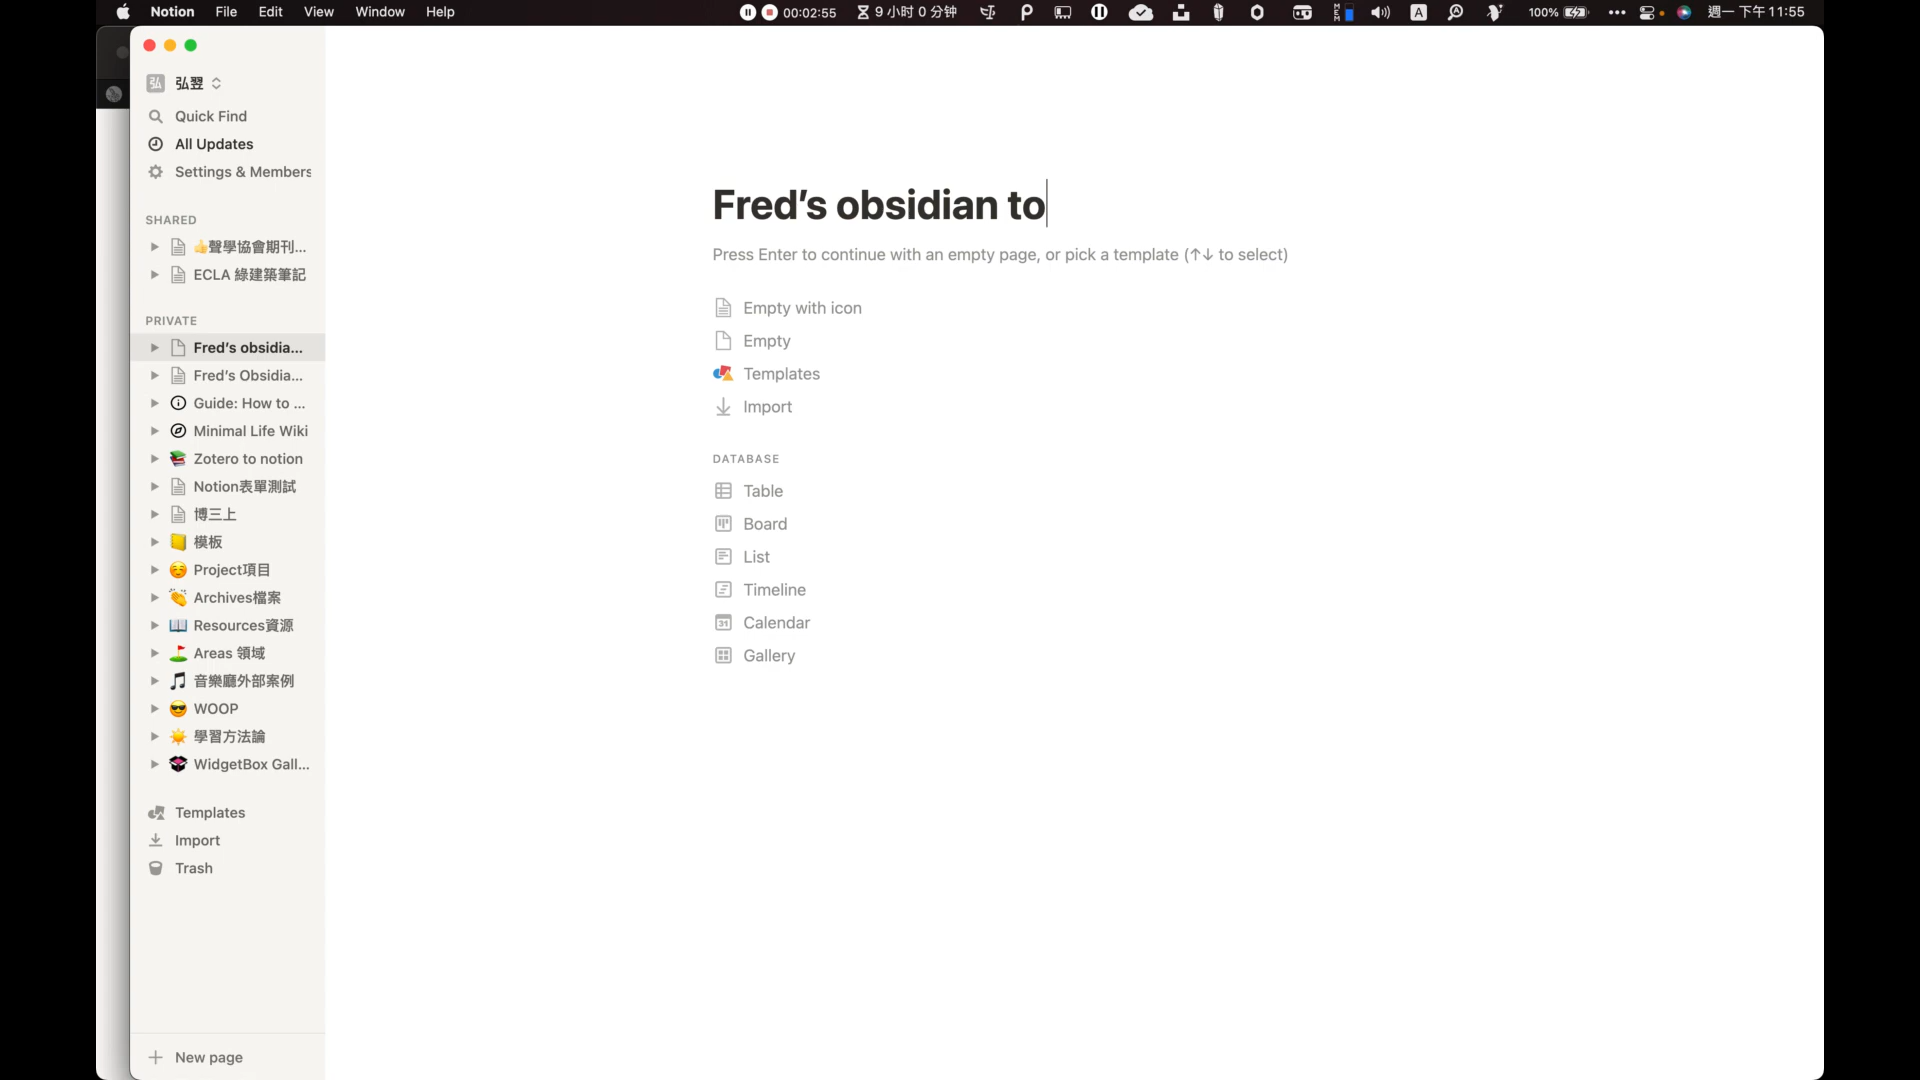 Notion File Edit View Window Help 00:02:55 9 小时 0 分钟 A 100% 週一 下午11:55
弘 弘翌
Quick Find
All Updates
Settings & Members
SHARED
👍聲學協會期刊...
ECLA 綠建築筆記
PRIVATE
Fred’s obsidia...
Fred’s Obsidia...
Guide: How to ...
Minimal Life Wiki
Zotero to notion
Notion表單測試
博三上
模板
Project項目
Archives檔案
Resources資源
Areas 領域
音樂廳外部案例
WOOP
學習方法論
WidgetBox Gall...
Templates
Import
Trash
New page
Fred’s obsidian to
Press Enter to continue with an empty page, or pick a template (↑↓ to select)
Empty with icon
Empty
Templates
Import
DATABASE
Table
Board
List
Timeline
31 Calendar
Gallery